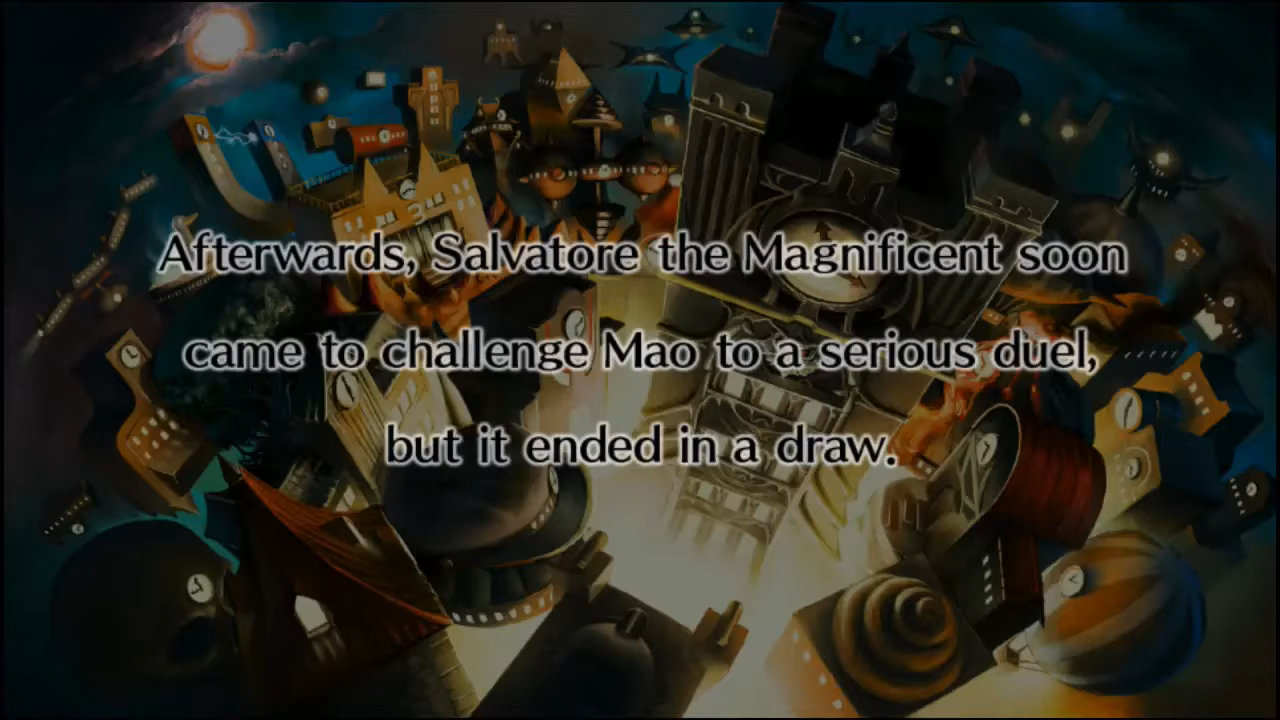 Afterwards, Salvatore the Magnificent soon
came to challenge Mao to a serious duel,
but it ended in a draw.